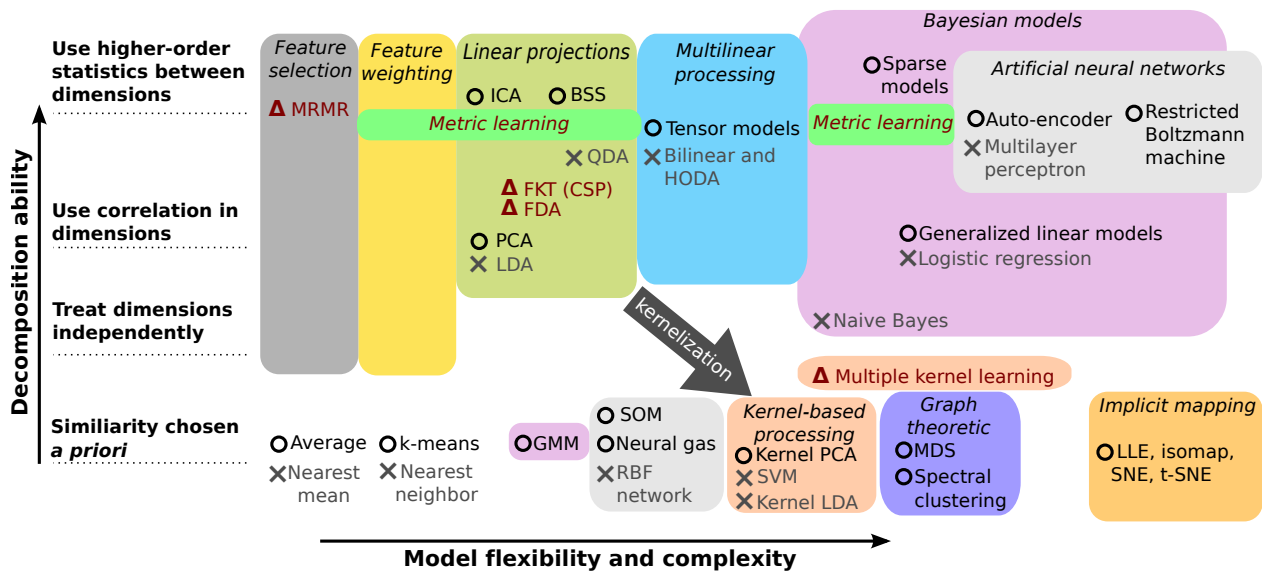 Decomposition ability
Use higher-order
statistics between
dimensions
Use correlation in
dimensions
Treat dimensions
independently
Similiarity chosen
a priori
Feature
selection
Δ MRMR
Feature
weighting
Linear projections
ICA
BSS
Metric learning
QDA
Δ FKT (CSP)
Δ FDA
PCA
LDA
Multilinear
processing
Tensor models
Bilinear and
HODA
Bayesian models
Sparse
models
Metric learning
Artificial neural networks
Auto-encoder
Multilayer
perceptron
Restricted
Boltzmann
machine
Generalized linear models
Logistic regression
Naive Bayes
kernelization
Δ Multiple kernel learning
Average
Nearest
mean
k-means
Nearest
neighbor
GMM
SOM
Neural gas
RBF
network
Kernel-based
processing
Kernel PCA
SVM
Kernel LDA
Graph
theoretic
MDS
Spectral
clustering
Implicit mapping
LLE, isomap,
SNE, t-SNE
Model flexibility and complexity